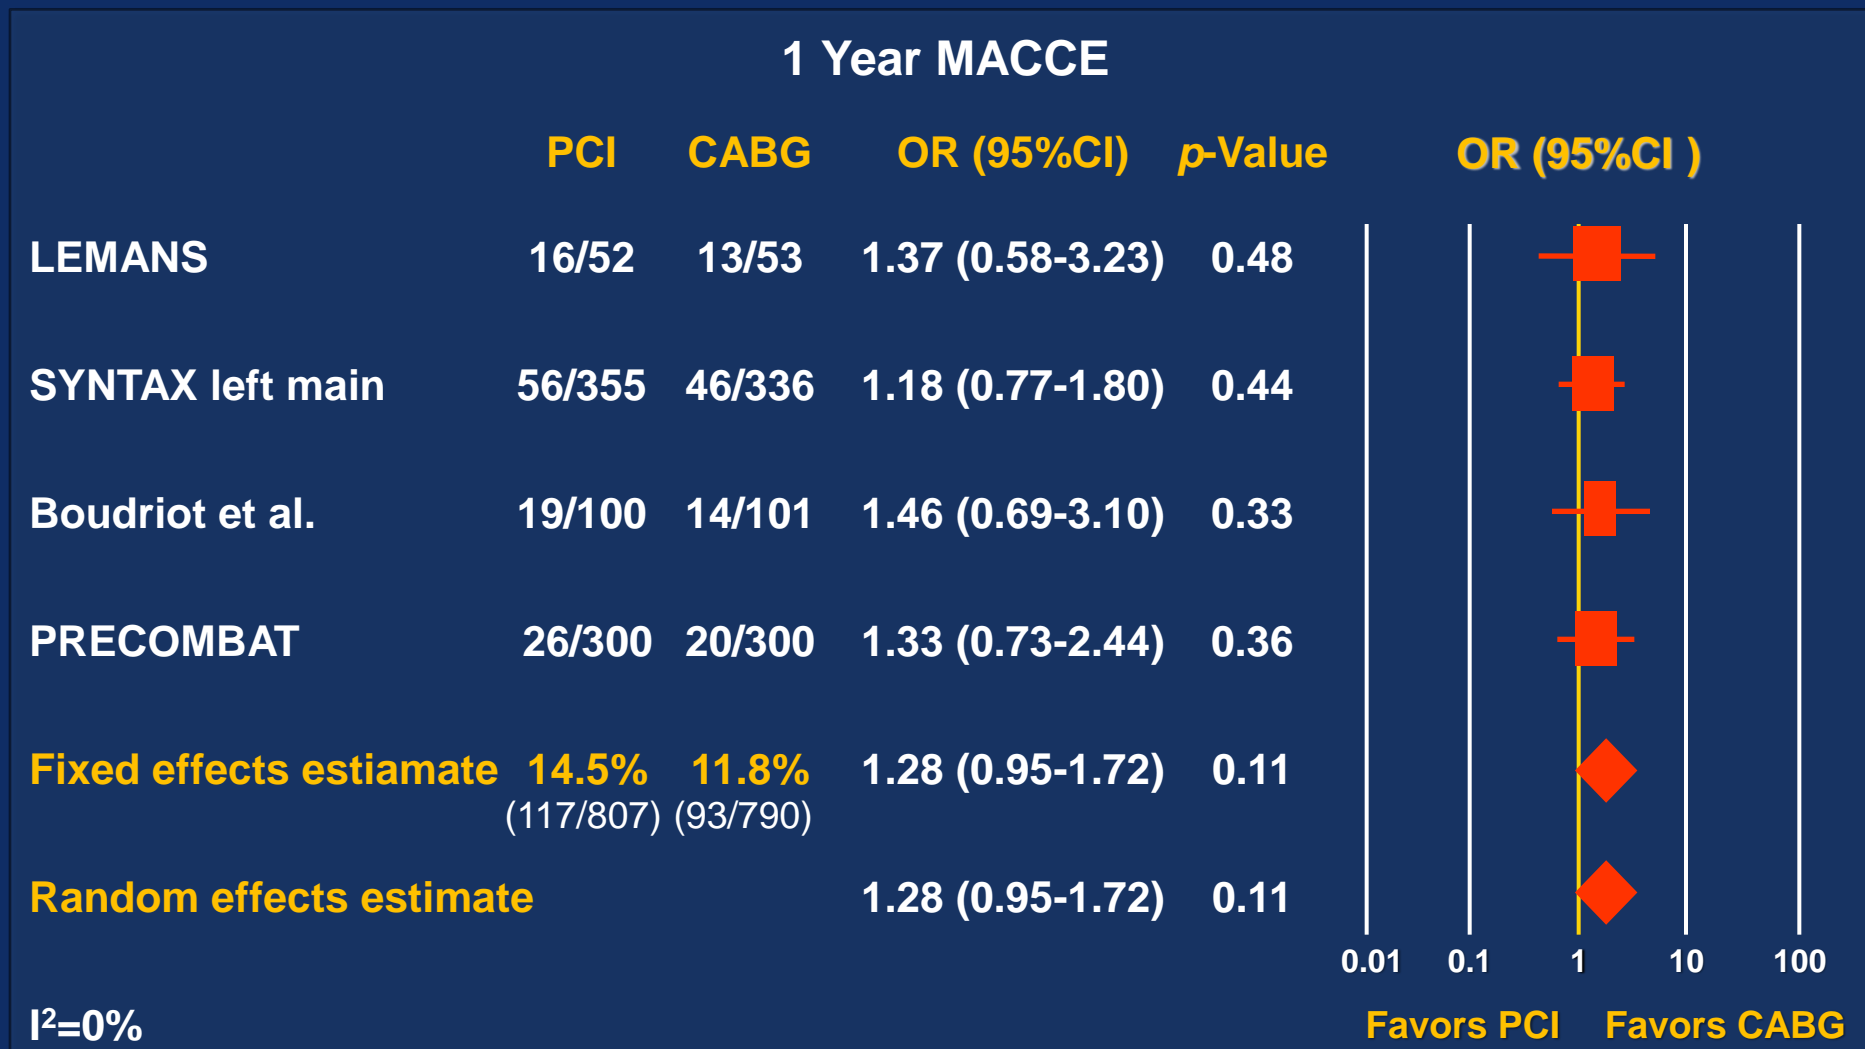 1 Year MACCE
PCI CABG OR (95%CI) p-Value OR (95%CI )
LEMANS 16/52 13/53 1.37 (0.58-3.23) 0.48
SYNTAX left main 56/355 46/336 1.18 (0.77-1.80) 0.44
Boudriot et al. 19/100 14/101 1.46 (0.69-3.10) 0.33
PRECOMBAT 26/300 20/300 1.33 (0.73-2.44) 0.36
Fixed effects estiamate 14.5% 11.8% 1.28 (0.95-1.72) 0.11
(117/807) (93/790)
Random effects estimate 1.28 (0.95-1.72) 0.11
0.01 0.1 1 10 100
I²=0% Favors PCI Favors CABG